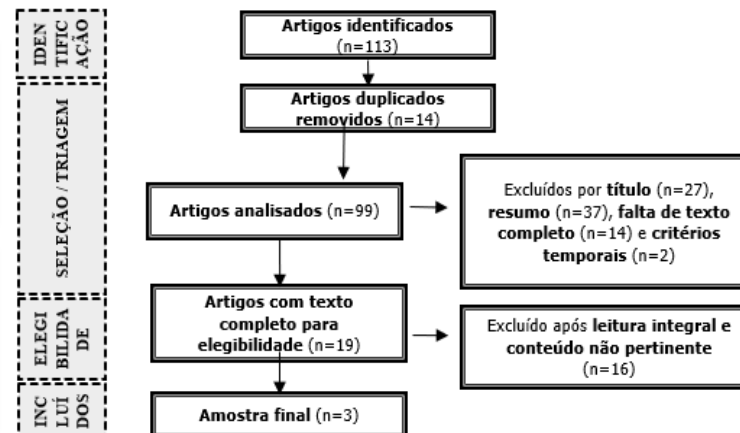 IDEN
TIFIC
AÇÃO
Artigos identificados
(n=113)
Artigos duplicados
removidos (n=14)
SELEÇÃO / TRIAGEM
Artigos analisados (n=99)
Excluídos por título (n=27),
resumo (n=37), falta de texto
completo (n=14) e critérios
temporais (n=2)
ELEGI
BILIDA
DE
Artigos com texto
completo para
elegibilidade (n=19)
Excluído após leitura integral e
conteúdo não pertinente
(n=16)
INC
LUÍ
DOS
Amostra final (n=3)